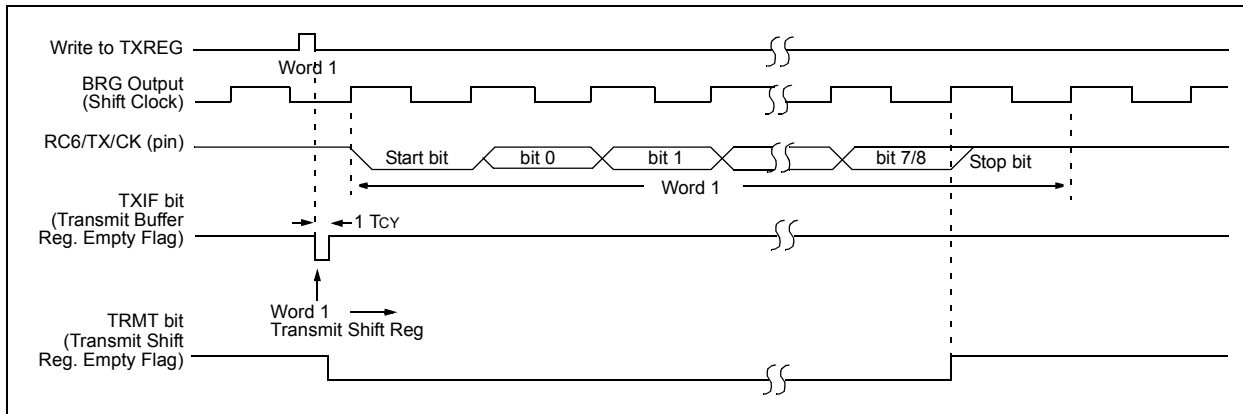 Write to TXREG
Word 1
BRG Output
(Shift Clock)
RC6/TX/CK (pin)
Start bit
bit 0
bit 1
bit 7/8
Stop bit
Word 1
TXIF bit
(Transmit Buffer
Reg. Empty Flag)
1 TCY
Word 1
Transmit Shift Reg
TRMT bit
(Transmit Shift
Reg. Empty Flag)